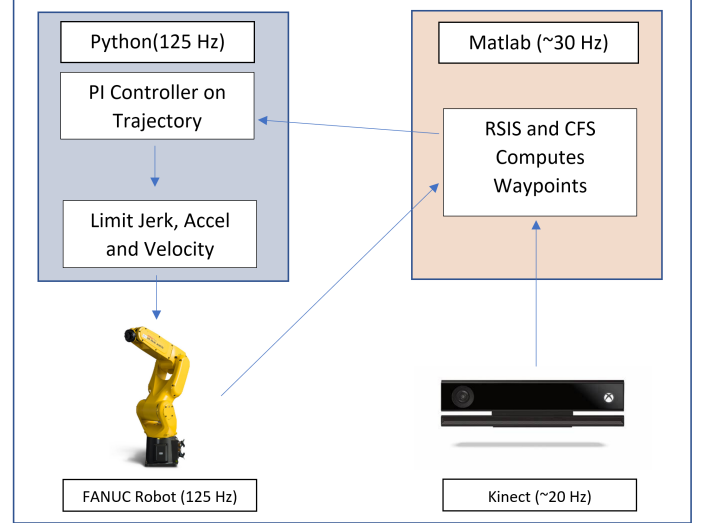 Python(125 Hz)
Matlab (~30 Hz)
PI Controller on
Trajectory
RSIS and CFS
Computes
Waypoints
Limit Jerk, Accel
and Velocity
FANUC Robot (125 Hz)
Kinect (~20 Hz)